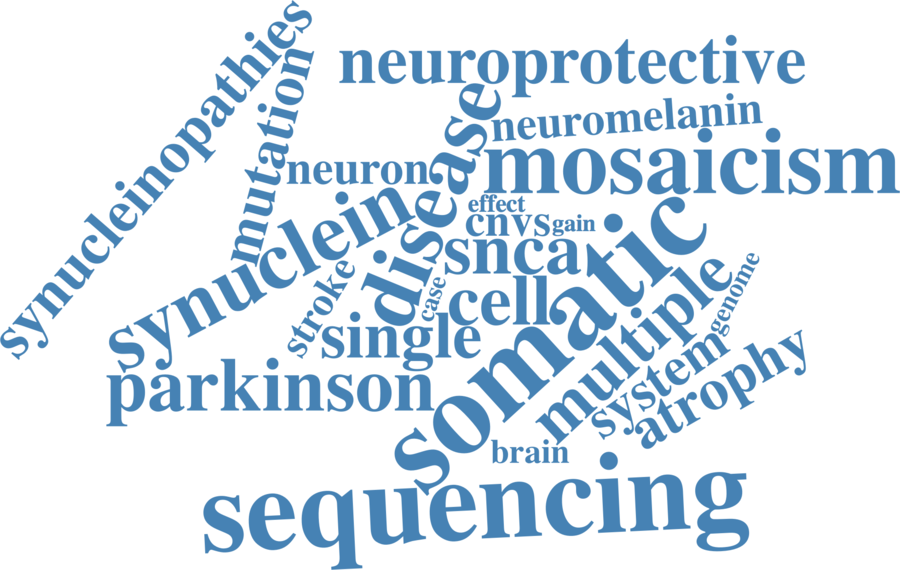 synucleinopathies
mutation
neuroprotective
neuromelanin
disease
neuron
mosaicism
effect
cnvs
gain
synuclein
snca
somatic
stroke
case
cell
genome
single
multiple
parkinson
system
atrophy
brain
sequencing